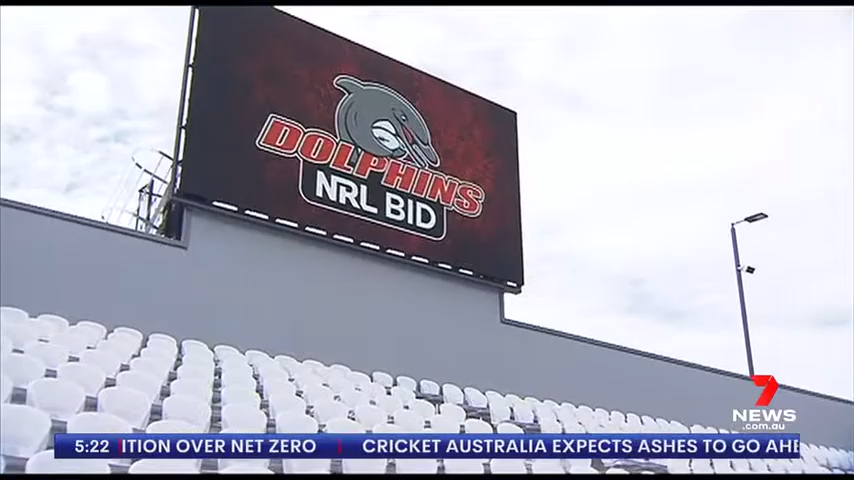 DOLPHINS
NRL BID
7
NEWS
.com.au
5:22 ITION OVER NET ZERO | CRICKET AUSTRALIA EXPECTS ASHES TO GO AHE